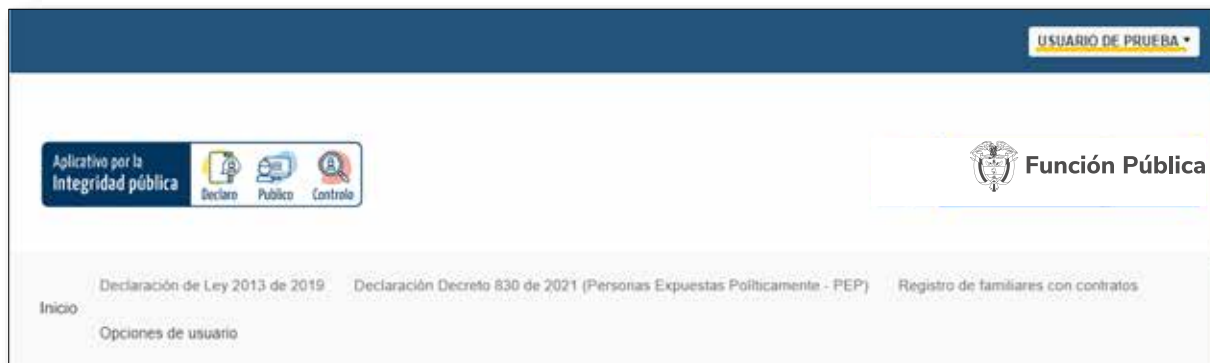 USUARIO DE PRUEBA
Aplicativo por la
Integridad pública
Declaro Publico Controlo
Función Pública
Declaración de Ley 2013 de 2019 Declaración Decreto 830 de 2021 (Personas Expuestas Políticamente - PEP) Registro de familiares con contratos
Inicio
Opciones de usuario